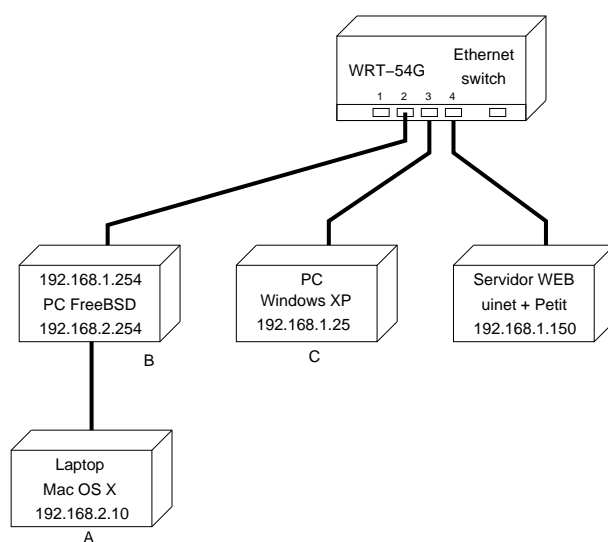 Ethernet
WRT−54G
switch
1 2 3 4
192.168.1.254
PC FreeBSD
192.168.2.254
B
PC
Windows XP
192.168.1.25
C
Servidor WEB
uinet + Petit
192.168.1.150
Laptop
Mac OS X
192.168.2.10
A